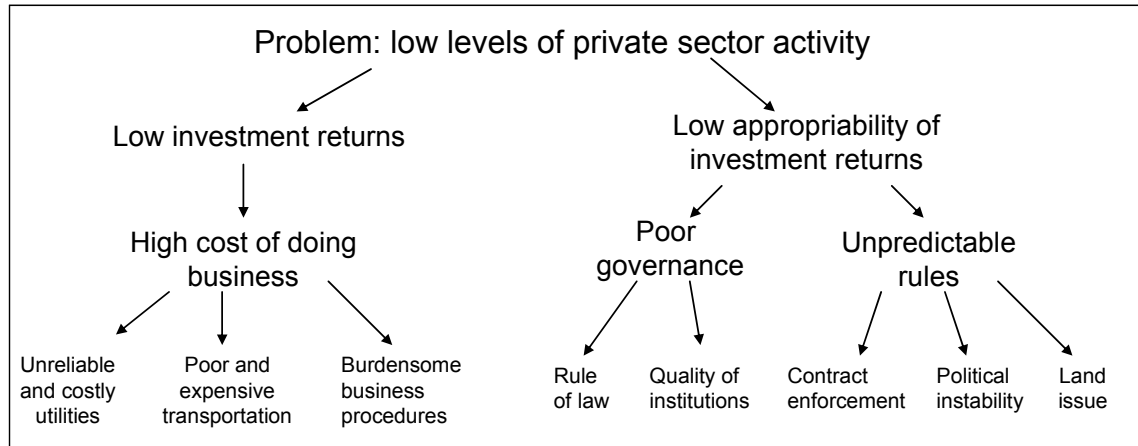 Problem: low levels of private sector activity
Low investment returns
Low appropriability of
investment returns
High cost of doing
business
Poor
governance
Unpredictable
rules
Unreliable
and costly
utilities
Poor and
expensive
transportation
Burdensome
business
procedures
Rule
of law
Quality of
institutions
Contract
enforcement
Political
instability
Land
issue